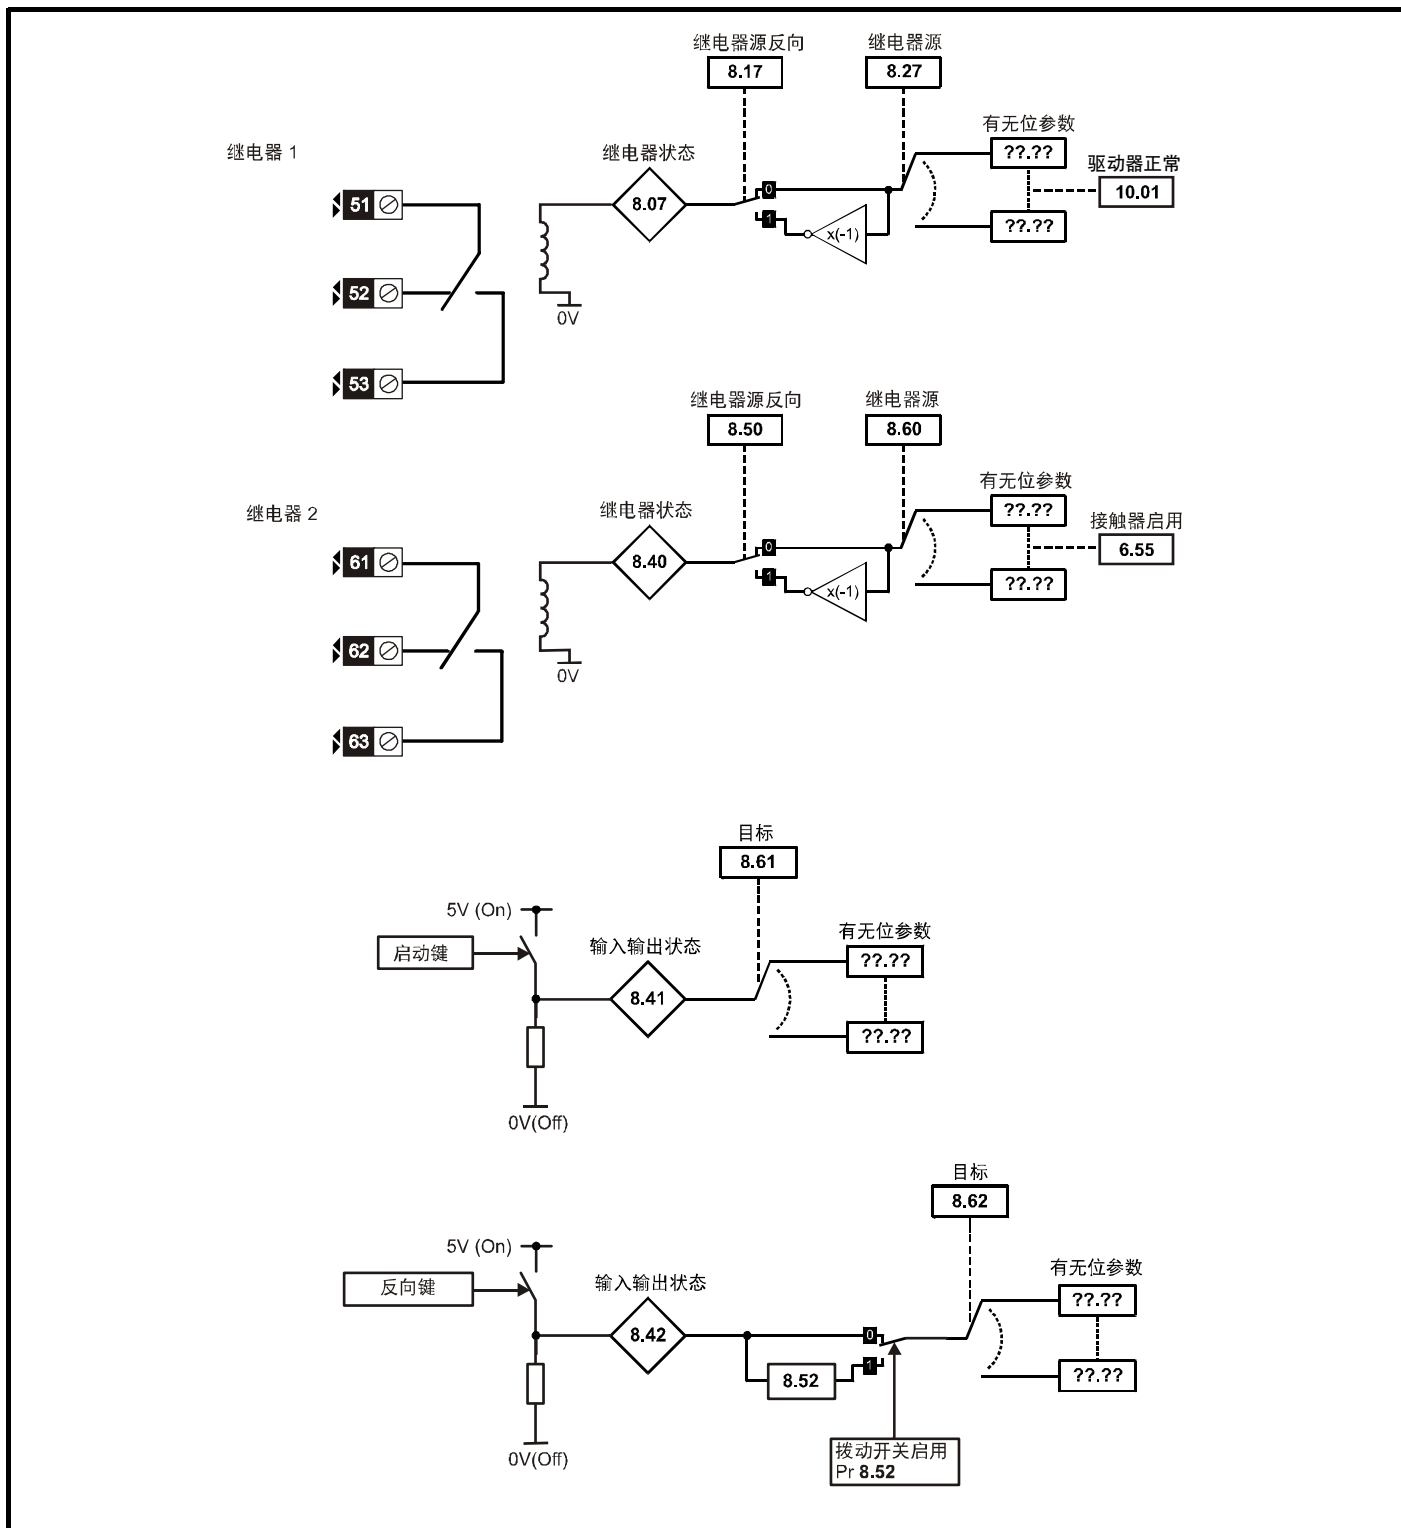 继电器源反向
8.17
继电器源
8.27
继电器 1
继电器状态
8.07
有无位参数
??.??
??.??
驱动器正常
10.01
0
1
x(-1)
51
52
53
0V
继电器源反向
8.50
继电器源
8.60
继电器 2
继电器状态
8.40
有无位参数
??.??
??.??
接触器启用
6.55
0
1
x(-1)
61
62
63
0V
目标
8.61
5V (On)
启动键
输入输出状态
8.41
有无位参数
??.??
??.??
0V(Off)
目标
8.62
5V (On)
反向键
输入输出状态
8.42
有无位参数
??.??
??.??
0
1
8.52
0V(Off)
拨动开关启用
Pr 8.52